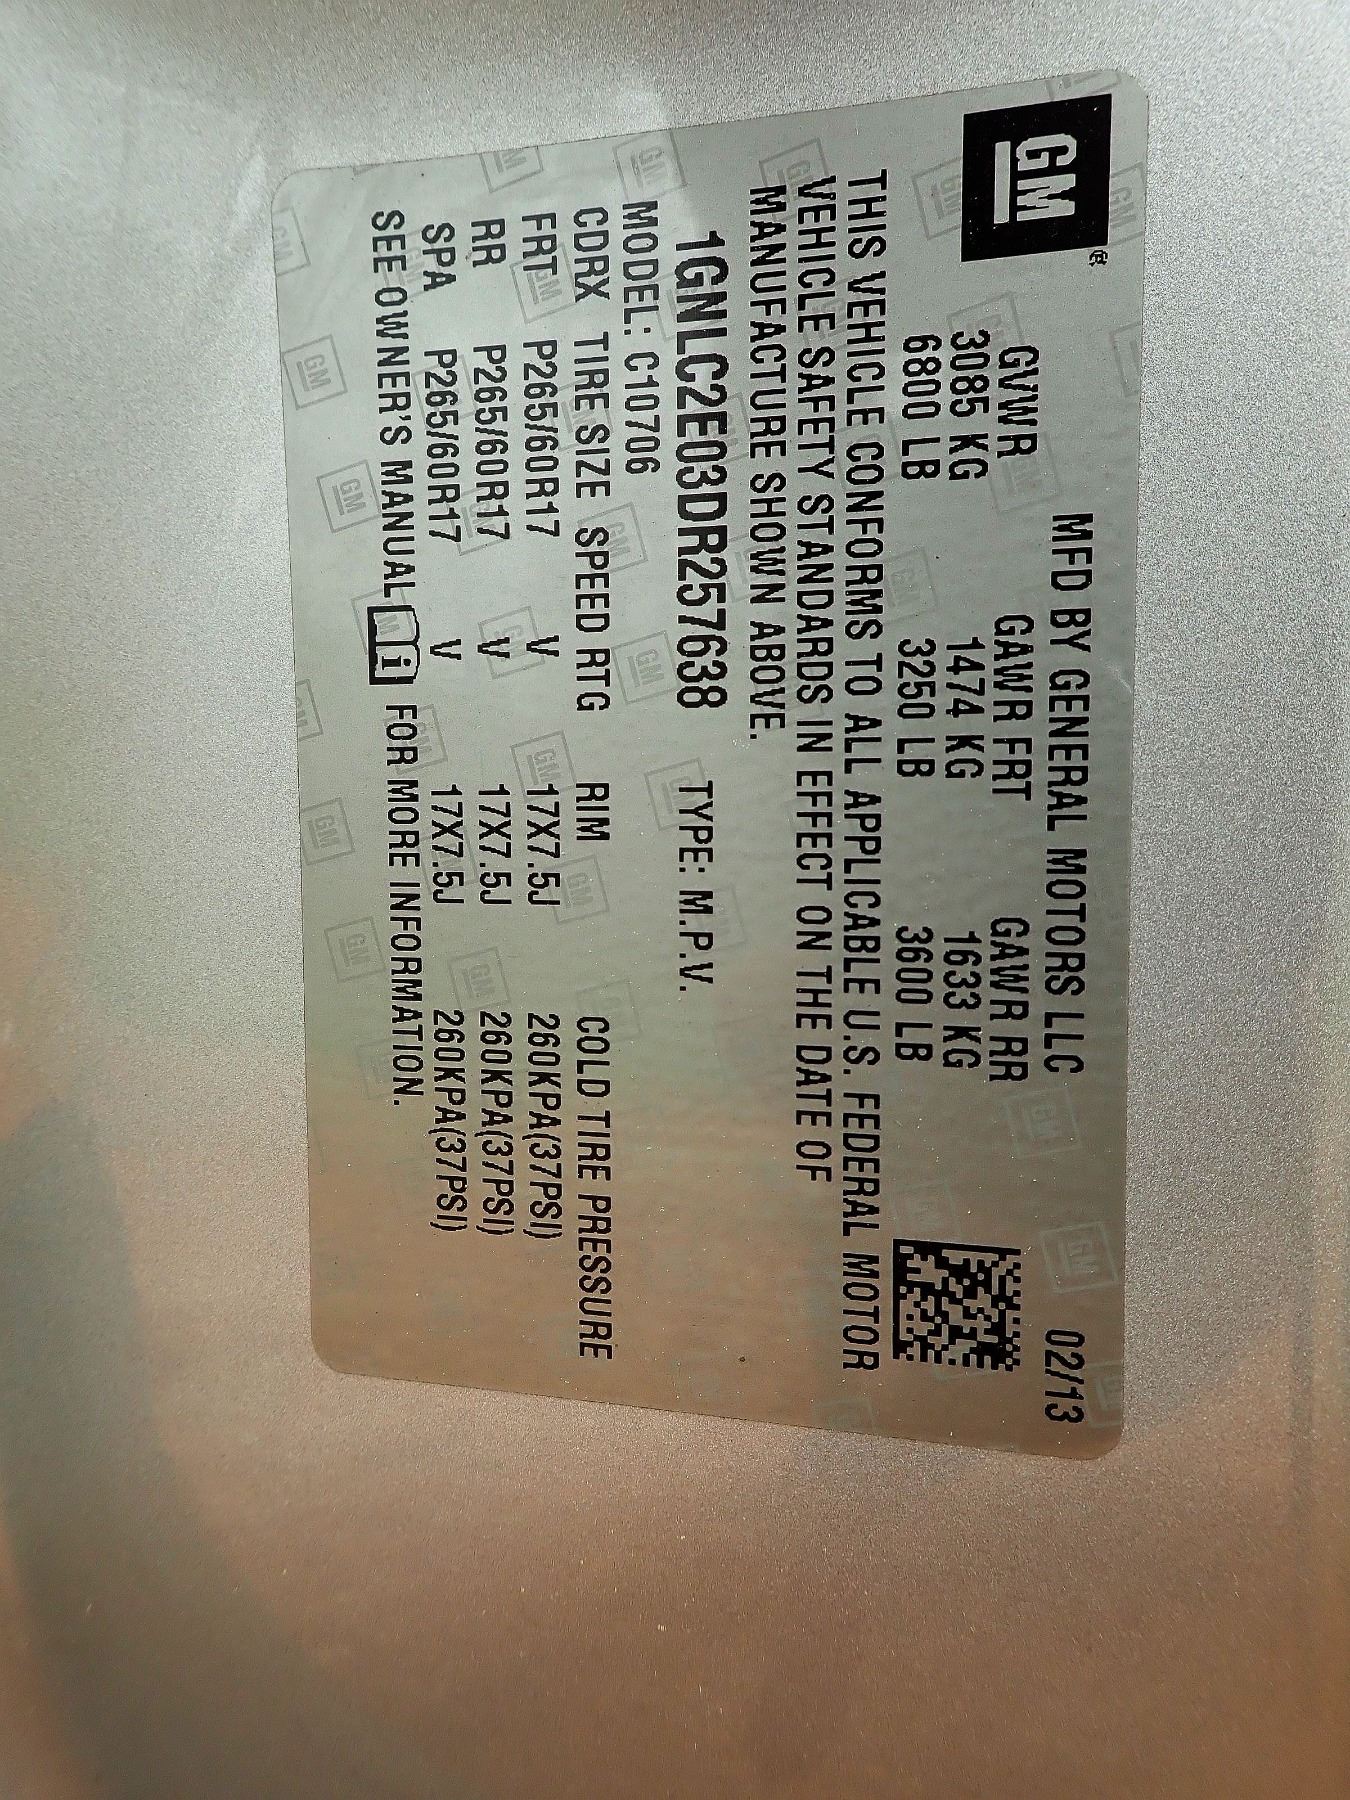 GM®
MFD BY GENERAL MOTORS LLC 02/13
GVWR GAWR FRT GAWR RR
3085 KG 1474 KG 1633 KG
6800 LB 3250 LB 3600 LB
THIS VEHICLE CONFORMS TO ALL APPLICABLE U.S. FEDERAL MOTOR
VEHICLE SAFETY STANDARDS IN EFFECT ON THE DATE OF
MANUFACTURE SHOWN ABOVE.
1GNLC2E03DR257638 TYPE: M.P.V.
MODEL: C10706
CDRX TIRE SIZE SPEED RTG RIM COLD TIRE PRESSURE
FRT P265/60R17 V 17X7.5J 260KPA(37PSI)
RR P265/60R17 V 17X7.5J 260KPA(37PSI)
SPA P265/60R17 V 17X7.5J 260KPA(37PSI)
SEE OWNER'S MANUAL i FOR MORE INFORMATION.